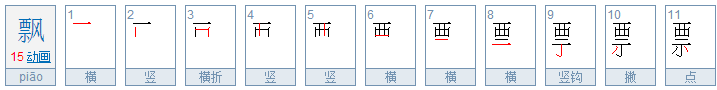 1 2 3 4 5 6 7 8 9 10 11
飘
15 动画
piāo 横 竖 横折 竖 竖 横 横 横 竖钩 撇 点